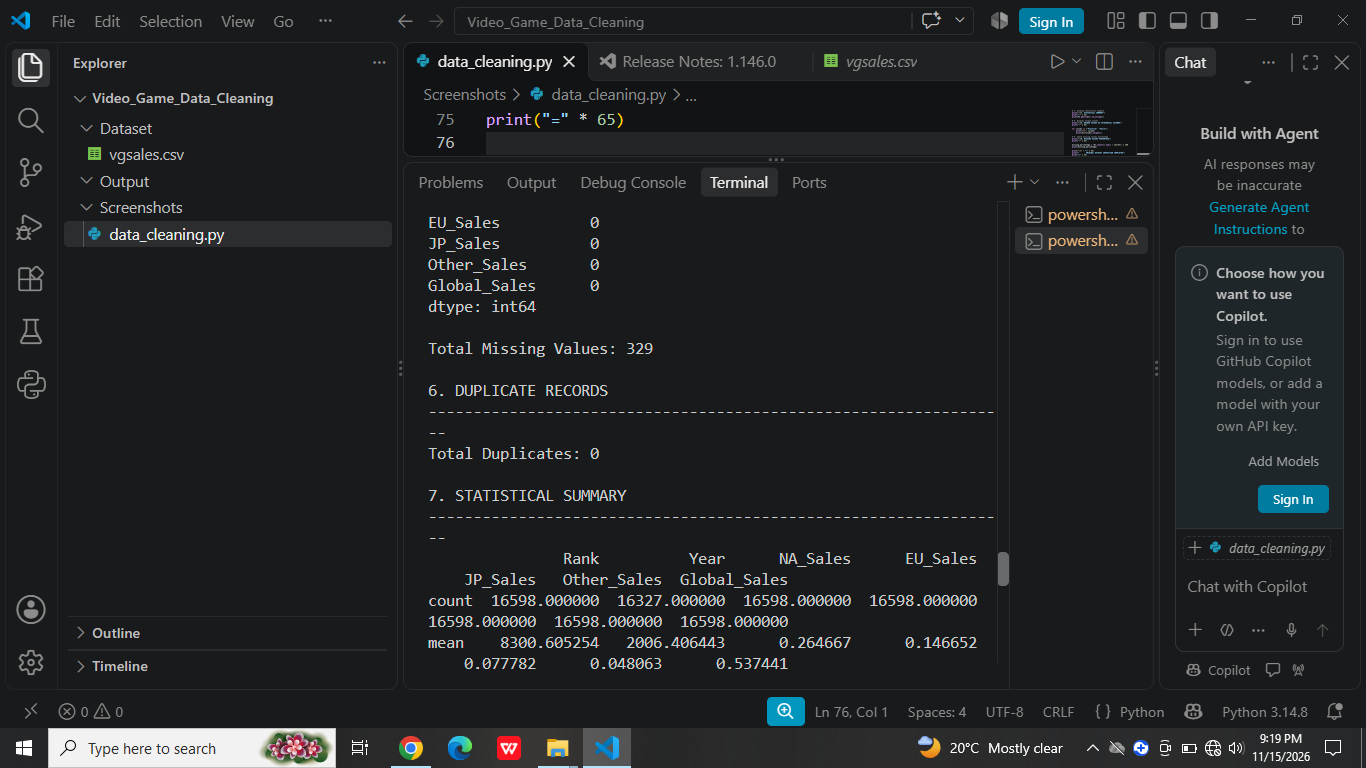 File Edit Selection View Go ···
Video_Game_Data_Cleaning
Sign In
Explorer
Video_Game_Data_Cleaning
Dataset
vgsales.csv
Output
Screenshots
data_cleaning.py
Outline
Timeline
data_cleaning.py
Release Notes: 1.146.0
vgsales.csv
Screenshots > data_cleaning.py > ...
75 print("=" * 65)
76
Problems Output Debug Console Terminal Ports
EU_Sales 0
JP_Sales 0
Other_Sales 0
Global_Sales 0
dtype: int64
Total Missing Values: 329
6. DUPLICATE RECORDS
---------------------------------------------------------------
--
Total Duplicates: 0
7. STATISTICAL SUMMARY
---------------------------------------------------------------
--
Rank Year NA_Sales EU_Sales
JP_Sales Other_Sales Global_Sales
count 16598.000000 16327.000000 16598.000000 16598.000000
16598.000000 16598.000000 16598.000000
mean 8300.605254 2006.406443 0.264667 0.146652
0.077782 0.048063 0.537441
powersh...
powersh...
Chat
Build with Agent
AI responses may
be inaccurate
Generate Agent
Instructions to
Choose how you
want to use
Copilot.
Sign in to use
GitHub Copilot
models, or add a
model with your
own API key.
Add Models
Sign In
data_cleaning.py
Chat with Copilot
Copilot
0 0
Ln 76, Col 1 Spaces: 4 UTF-8 CRLF {} Python Python 3.14.8
Type here to search
20°C Mostly clear
9:19 PM
11/15/2026